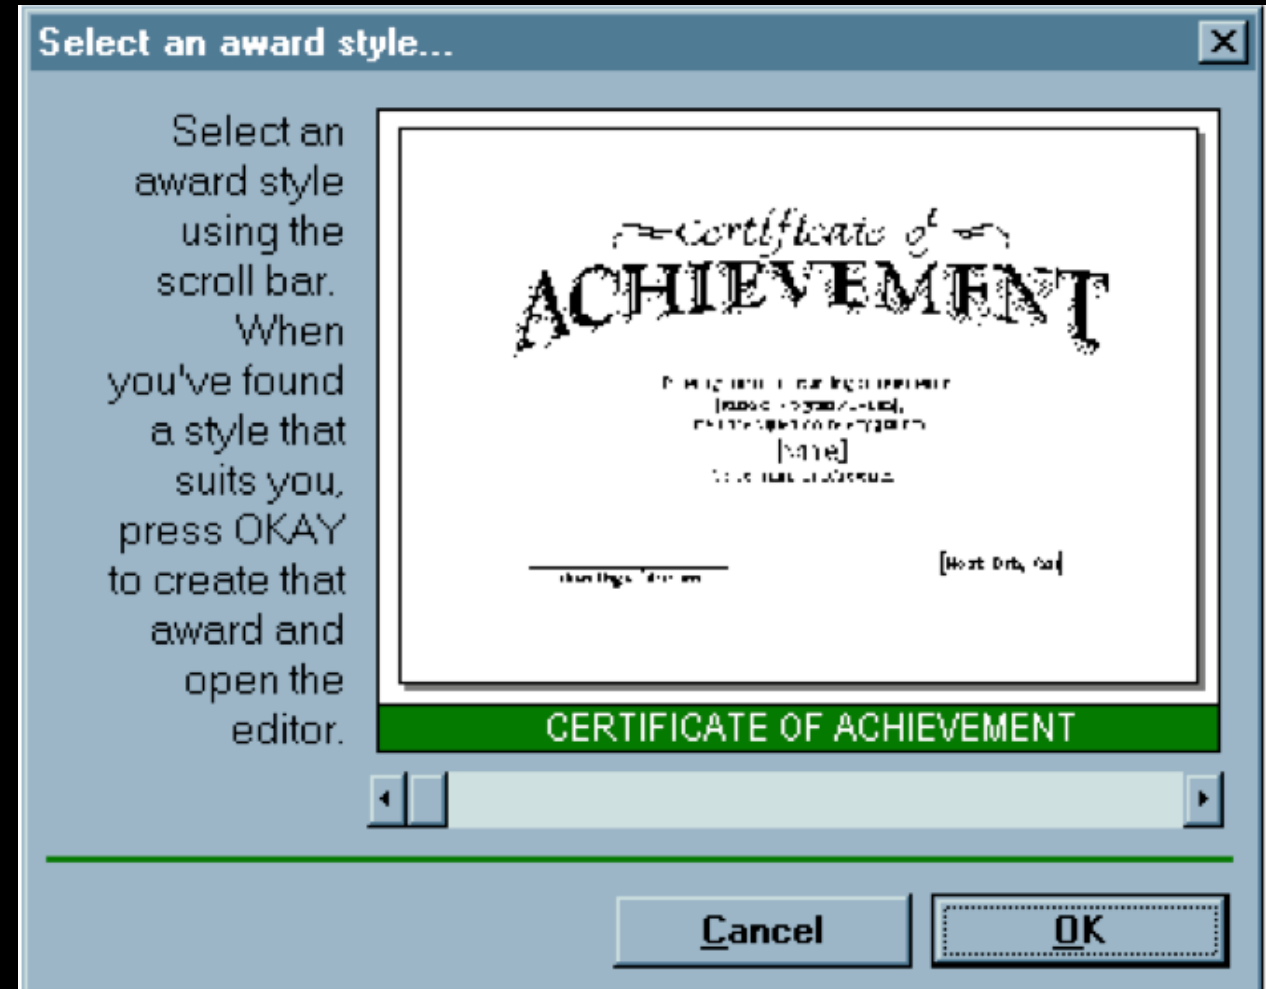 Select an award style...
Select an
award style
using the
scroll bar.
When
you've found
a style that
suits you,
press OKAY
to create that
award and
open the
editor.
Certificate of
ACHIEVEMENT
[Name]
CERTIFICATE OF ACHIEVEMENT
Cancel
OK